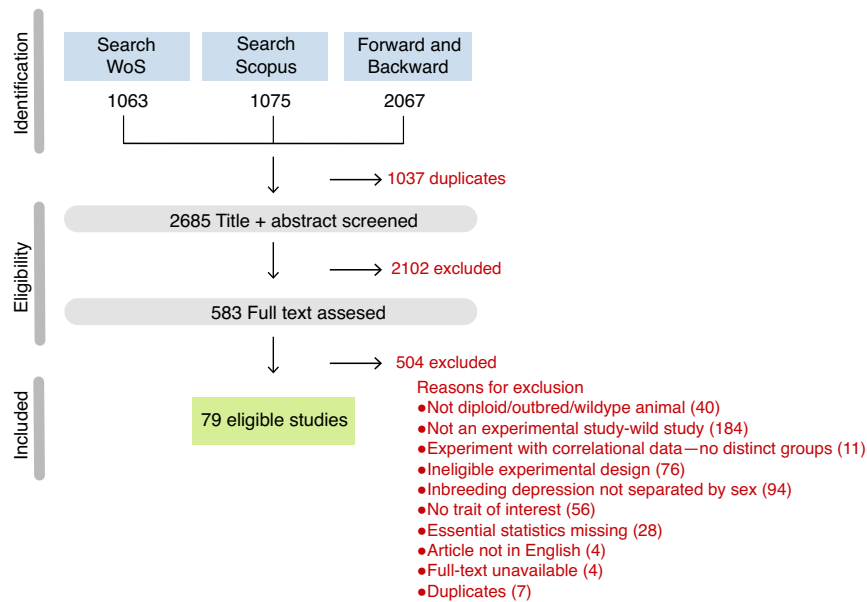 Identification
Search
WoS
Search
Scopus
Forward and
Backward
1063
1075
2067
1037 duplicates
Eligibility
2685 Title + abstract screened
2102 excluded
583 Full text assesed
504 excluded
Included
79 eligible studies
Reasons for exclusion
●Not diploid/outbred/wildype animal (40)
●Not an experimental study-wild study (184)
●Experiment with correlational data—no distinct groups (11)
●Ineligible experimental design (76)
●Inbreeding depression not separated by sex (94)
●No trait of interest (56)
●Essential statistics missing (28)
●Article not in English (4)
●Full-text unavailable (4)
●Duplicates (7)